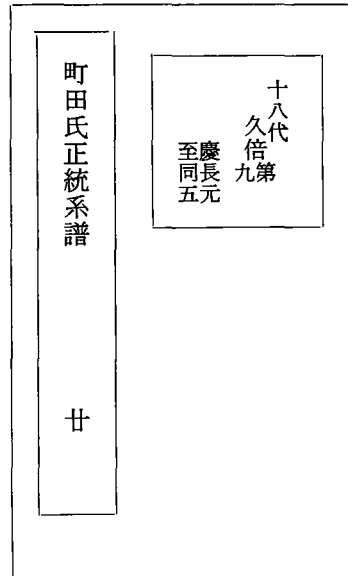 十八代
久倍第
九
慶長元
至同五
町田氏正統系譜 廿